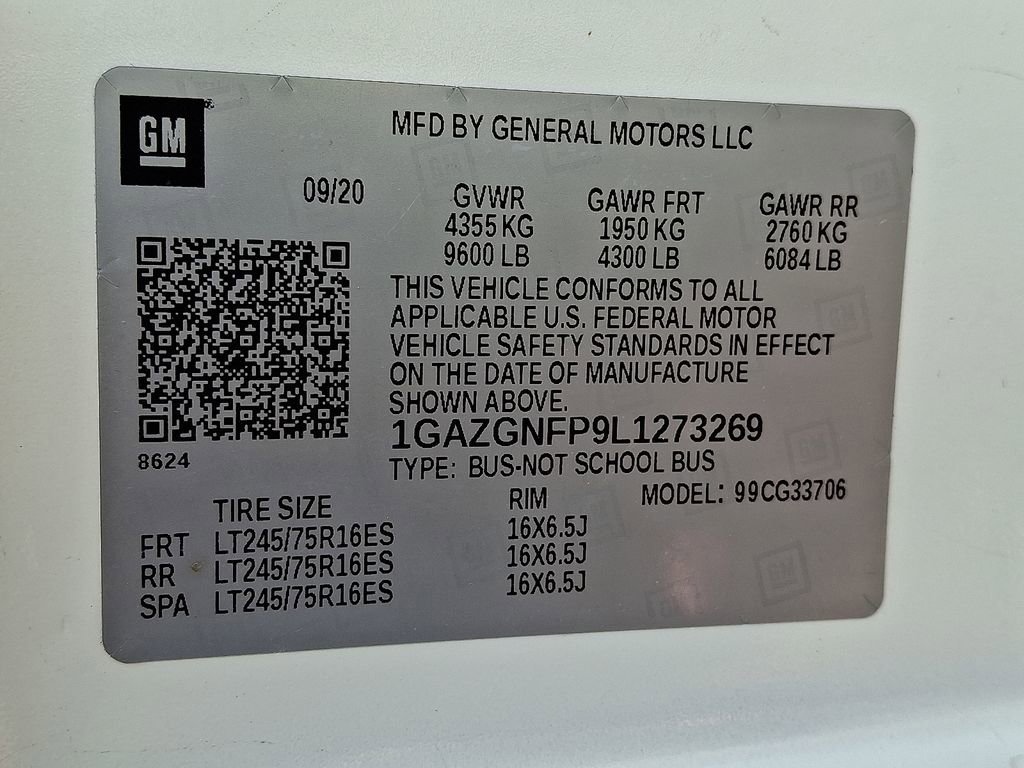 GM
MFD BY GENERAL MOTORS LLC
09/20 GVWR GAWR FRT GAWR RR
4355 KG 1950 KG 2760 KG
9600 LB 4300 LB 6084 LB
THIS VEHICLE CONFORMS TO ALL
APPLICABLE U.S. FEDERAL MOTOR
VEHICLE SAFETY STANDARDS IN EFFECT
ON THE DATE OF MANUFACTURE
SHOWN ABOVE.
1GAZGNFP9L1273269
8624
TYPE: BUS-NOT SCHOOL BUS
TIRE SIZE RIM MODEL: 99CG33706
FRT LT245/75R16ES 16X6.5J
RR LT245/75R16ES 16X6.5J
SPA LT245/75R16ES 16X6.5J